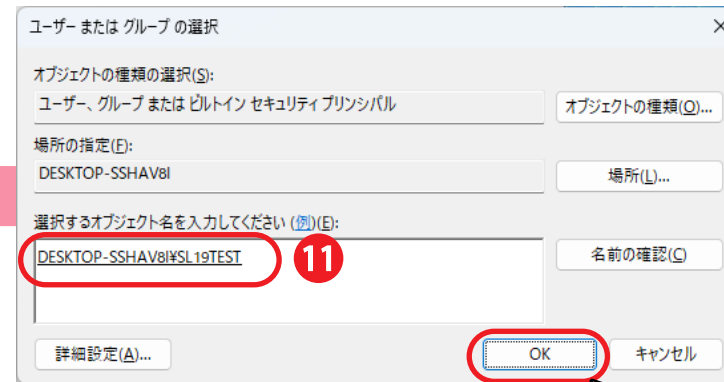 ユーザー または グループ の選択
オブジェクトの種類の選択(S):
ユーザー、グループ または ビルトイン セキュリティ プリンシパル
オブジェクトの種類(O)...
場所の指定(F):
DESKTOP-SSHAV8I
場所(L)...
選択するオブジェクト名を入力してください (例)(E):
DESKTOP-SSHAV8I¥SL19TEST
11
名前の確認(C)
詳細設定(A)...
OK
キャンセル